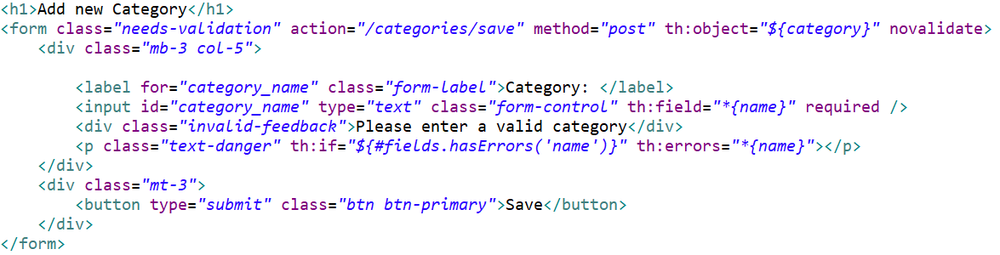 <h1>Add new Category</h1>
<form class="needs-validation" action="/categories/save" method="post" th:object="${category}" novalidate>
    <div class="mb-3 col-5">

        <label for="category_name" class="form-label">Category: </label>
        <input id="category_name" type="text" class="form-control" th:field="*{name}" required />
        <div class="invalid-feedback">Please enter a valid category</div>
        <p class="text-danger" th:if="${#fields.hasErrors('name')}" th:errors="*{name}"></p>
    </div>
    <div class="mt-3">
        <button type="submit" class="btn btn-primary">Save</button>
    </div>
</form>